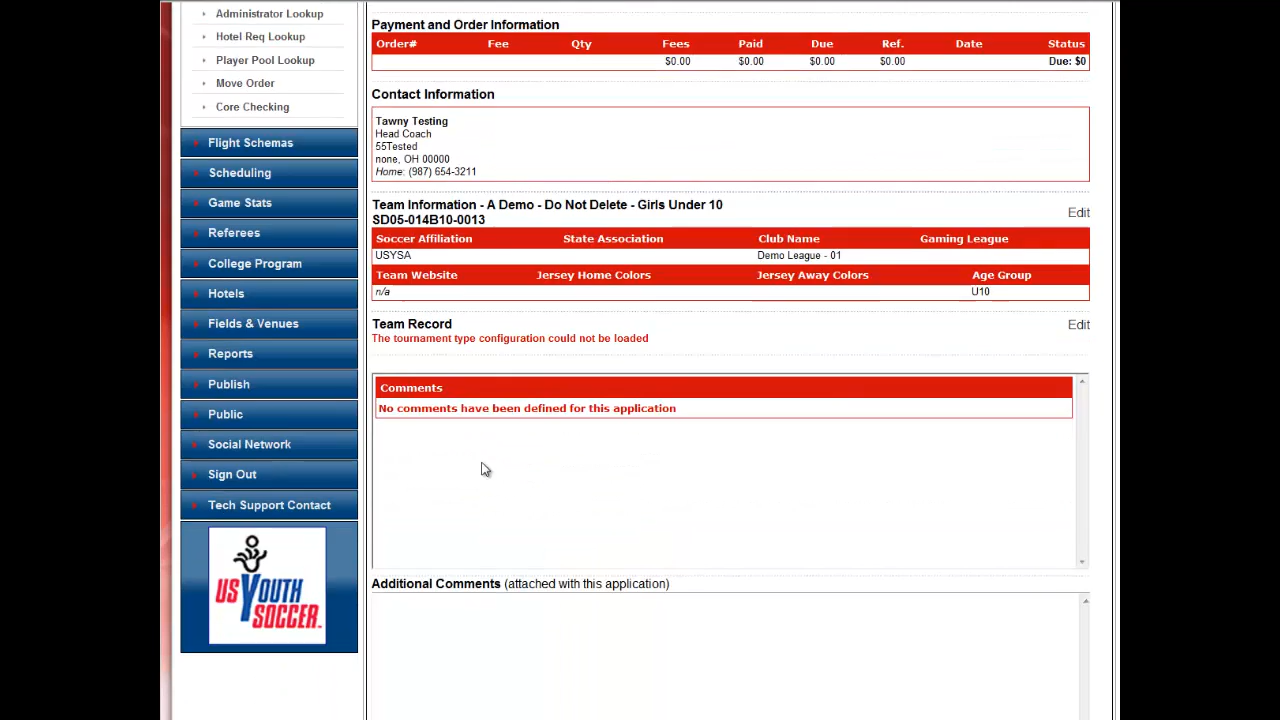 Administrator Lookup
Hotel Req Lookup
Player Pool Lookup
Move Order
Core Checking
Flight Schemas
Scheduling
Game Stats
Referees
College Program
Hotels
Fields & Venues
Reports
Publish
Public
Social Network
Sign Out
Tech Support Contact
US YOUTH SOCCER
Payment and Order Information
Order# Fee Qty Fees Paid Due Ref. Date Status
$0.00 $0.00 $0.00 $0.00 Due: $0
Contact Information
Tawny Testing
Head Coach
55Tested
none, OH 00000
Home: (987) 654-3211
Team Information - A Demo - Do Not Delete - Girls Under 10
SD05-014B10-0013
Edit
Soccer Affiliation State Association Club Name Gaming League
USYSA Demo League - 01
Team Website Jersey Home Colors Jersey Away Colors Age Group
n/a U10
Team Record Edit
The tournament type configuration could not be loaded
Comments
No comments have been defined for this application
Additional Comments (attached with this application)